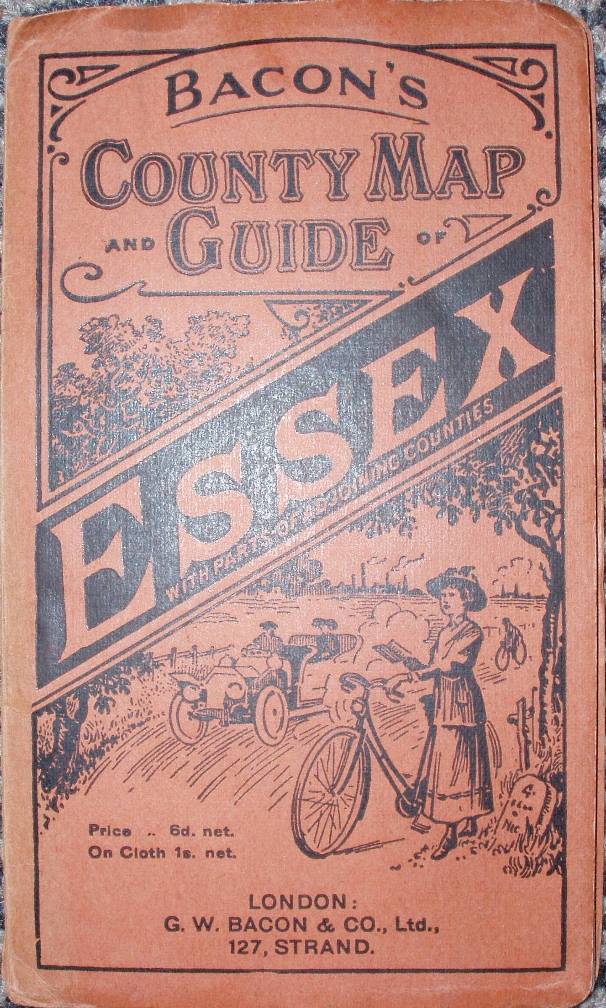 BACON'S
COUNTY MAP
AND GUIDE OF
ESSEX
WITH PARTS OF ADJOINING COUNTIES
4.
Price .. 6d. net.
On Cloth 1s. net.
LONDON:
G. W. BACON & CO., Ltd.,
127, STRAND.